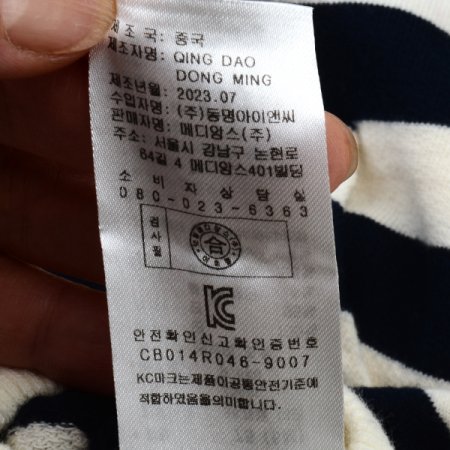 제조국: 중국
제조자명: QING DAO
DONG MING
제조년월: 2023.07
수입자명: (주)동명아이앤씨
판매자명: 메디암스(주)
주소: 서울시 강남구 논현로
64길 4 메디암스401빌딩
소비자상담실
080-023-6363
검사필
合
안전확인신고확인증번호
CB014R046-9007
KC마크는제품이공통안전기준에
적합하였음을의미합니다.